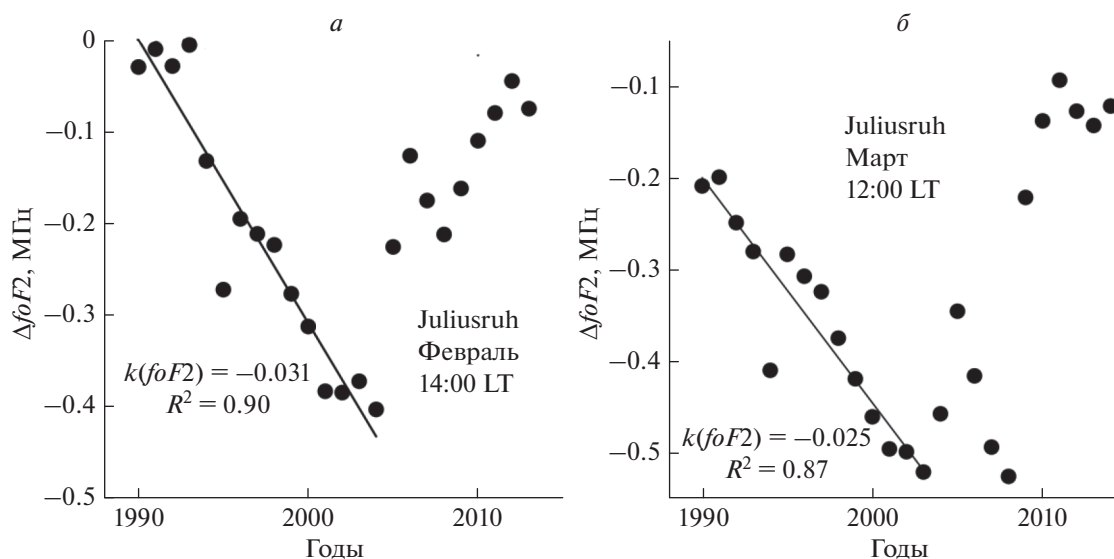 а
0
−0.1
−0.2
−0.3
−0.4
−0.5
ΔfoF2, МГц
Juliusruh
Февраль
14:00 LT
k(foF2) = −0.031
R² = 0.90
1990
2000
2010
Годы
б
−0.1
−0.2
−0.3
−0.4
−0.5
ΔfoF2, МГц
Juliusruh
Март
12:00 LT
k(foF2) = −0.025
R² = 0.87
1990
2000
2010
Годы